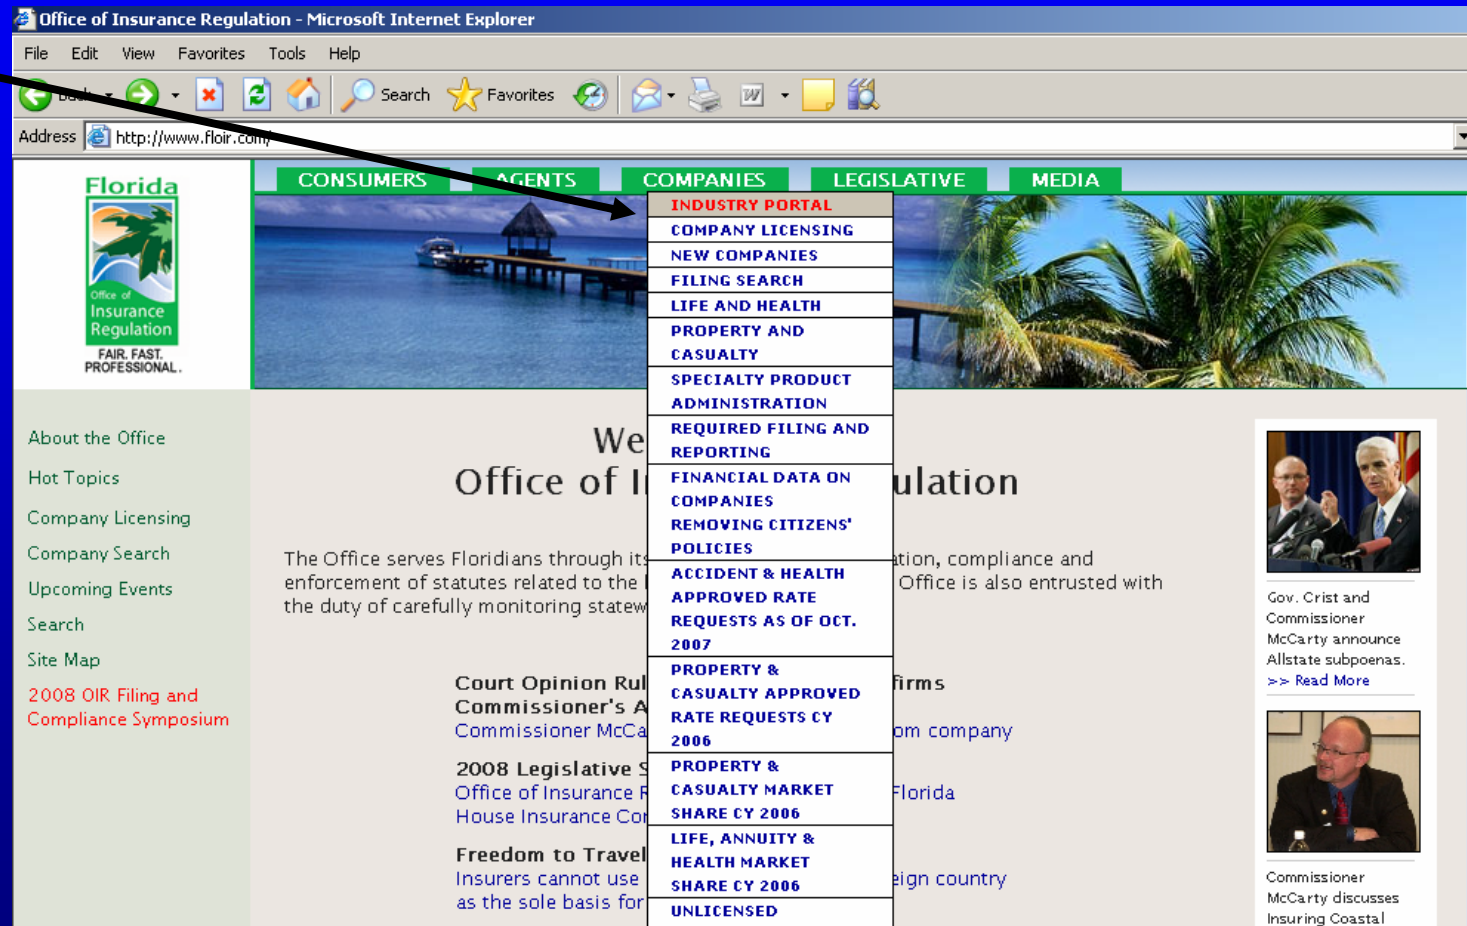 Office of Insurance Regulation - Microsoft Internet Explorer
File Edit View Favorites Tools Help
Back Search Favorites
Address http://www.floir.com/
Florida
Office of
Insurance
Regulation
FAIR. FAST.
PROFESSIONAL.
CONSUMERS AGENTS COMPANIES LEGISLATIVE MEDIA
INDUSTRY PORTAL
COMPANY LICENSING
NEW COMPANIES
FILING SEARCH
LIFE AND HEALTH
PROPERTY AND
CASUALTY
SPECIALTY PRODUCT
ADMINISTRATION
REQUIRED FILING AND
REPORTING
FINANCIAL DATA ON
COMPANIES
REMOVING CITIZENS'
POLICIES
ACCIDENT & HEALTH
APPROVED RATE
REQUESTS AS OF OCT.
2007
PROPERTY &
CASUALTY APPROVED
RATE REQUESTS CY
2006
PROPERTY &
CASUALTY MARKET
SHARE CY 2006
LIFE, ANNUITY &
HEALTH MARKET
SHARE CY 2006
UNLICENSED
About the Office
Hot Topics
Company Licensing
Company Search
Upcoming Events
Search
Site Map
2008 OIR Filing and
Compliance Symposium
We
Office of I ulation
The Office serves Floridians through its ation, compliance and
enforcement of statutes related to the Office is also entrusted with
the duty of carefully monitoring statew
Court Opinion Rul firms
Commissioner's A
Commissioner McCa om company
2008 Legislative S
Office of Insurance R Florida
House Insurance Cor
Freedom to Travel
Insurers cannot use eign country
as the sole basis for
Gov. Crist and
Commissioner
McCarty announce
Allstate subpoenas.
>> Read More
Commissioner
McCarty discusses
Insuring Coastal